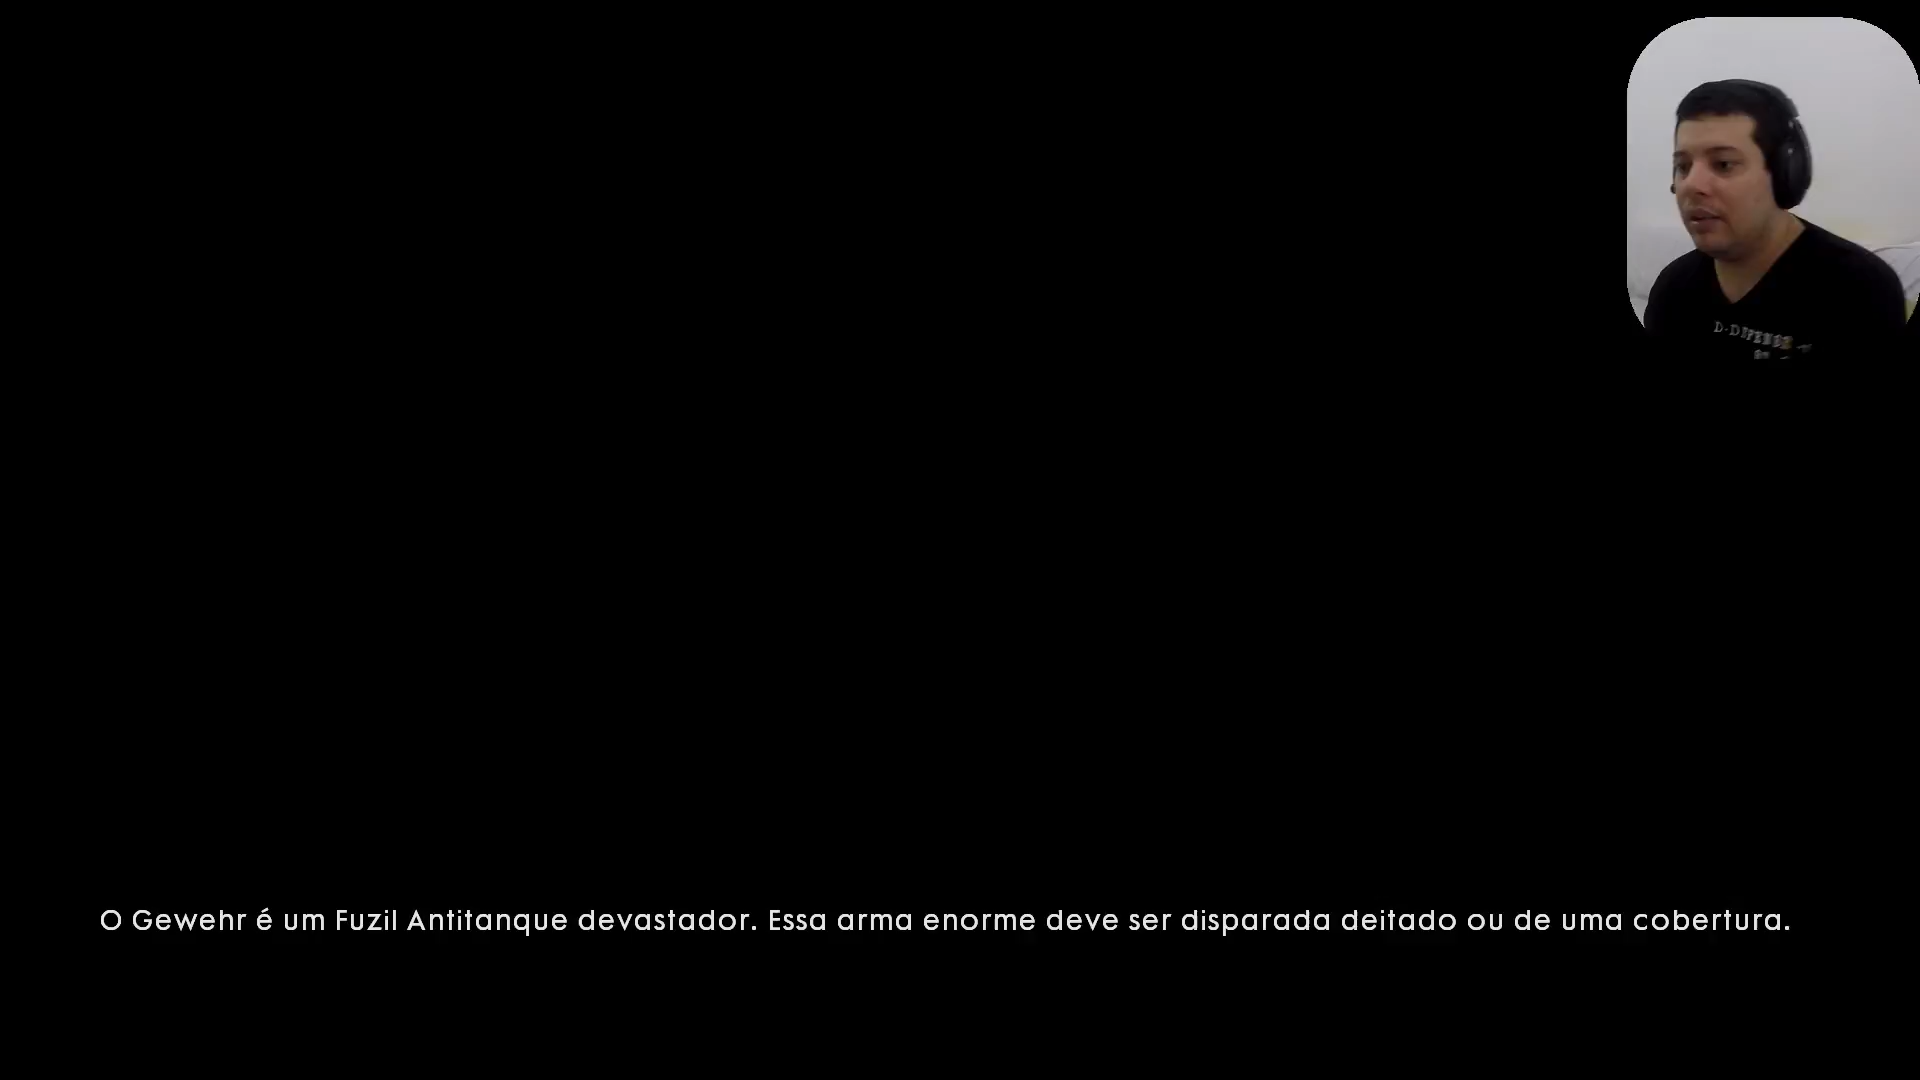 O Gewehr é um Fuzil Antitanque devastador. Essa arma enorme deve ser disparada deitado ou de uma cobertura.